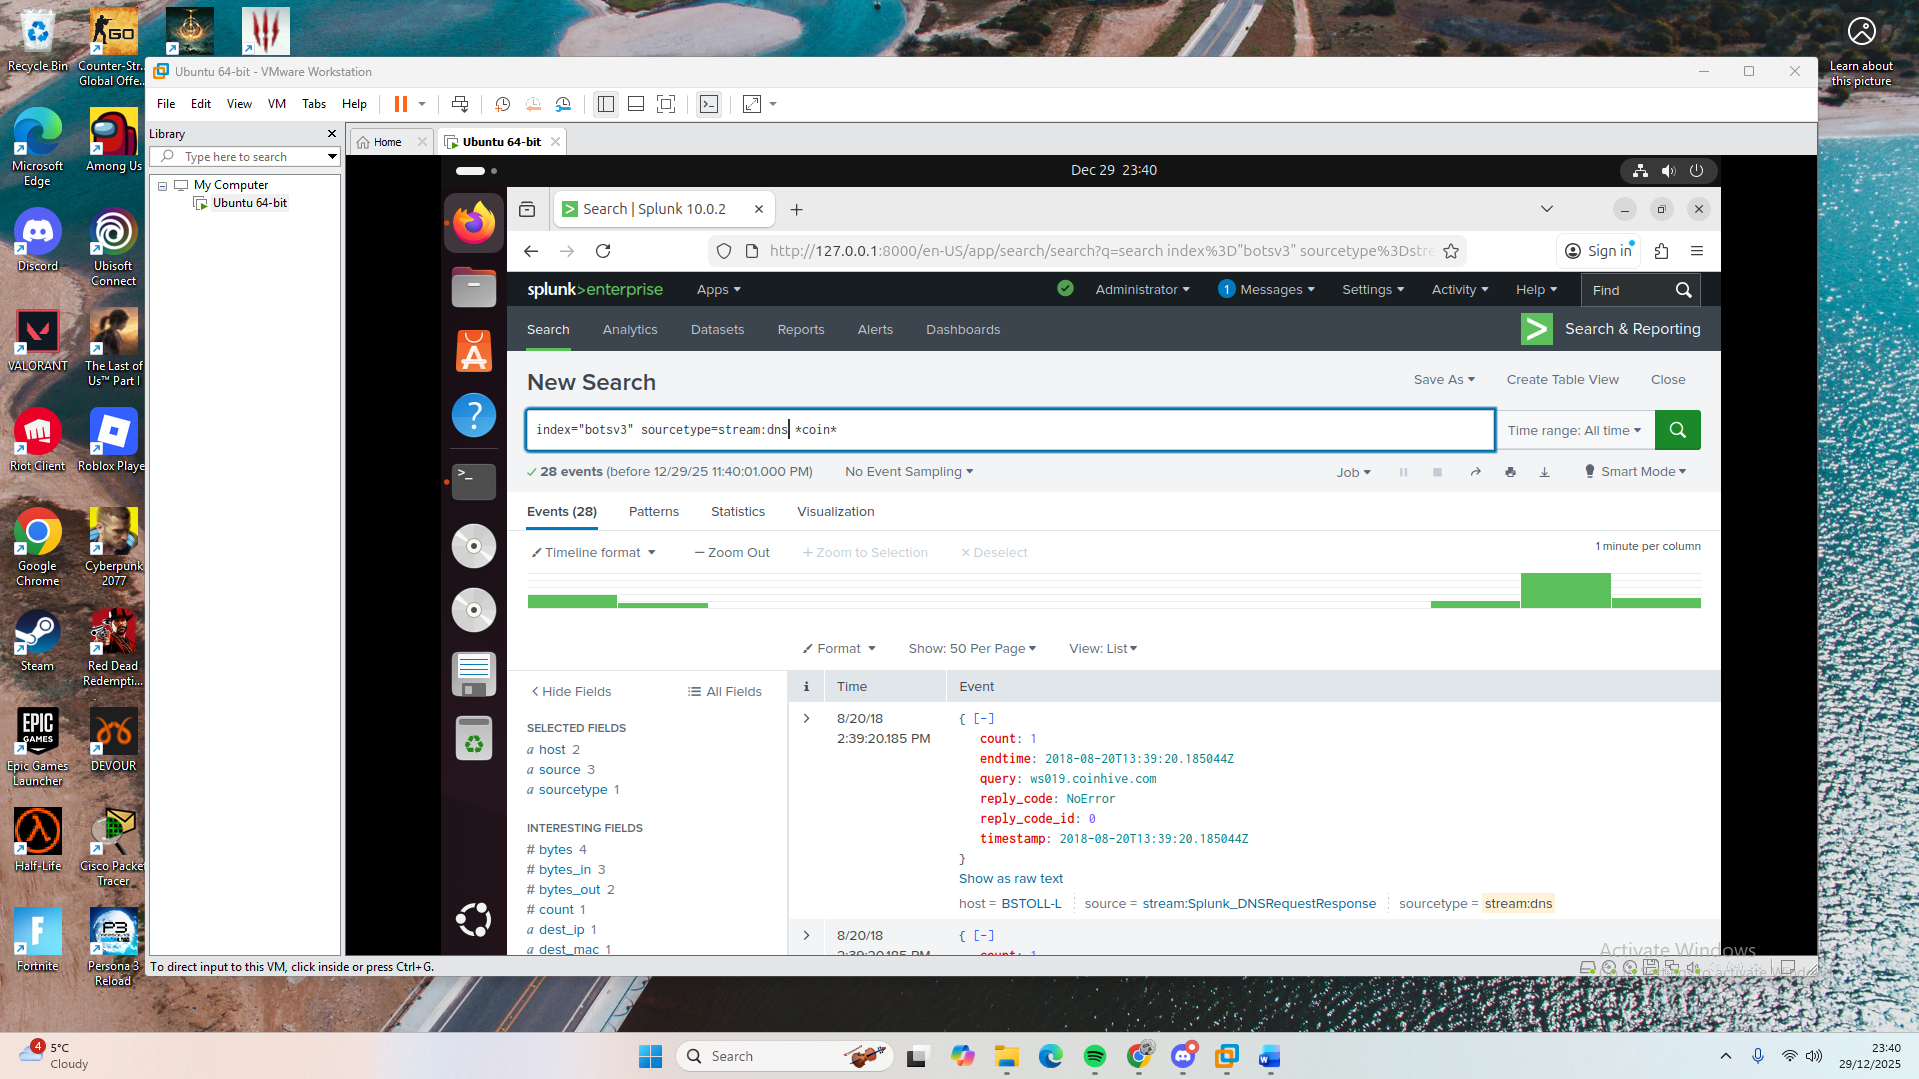 Recycle Bin
Counter-Str...
Global Offe...
Learn about
this picture
Microsoft
Edge
Among Us
Discord
Ubisoft
Connect
VALORANT
The Last of
Us™ Part I
Riot Client
Roblox Playe
Google
Chrome
Cyberpunk
2077
Steam
Red Dead
Redempti...
EPIC
GAMES
Epic Games
Launcher
DEVOUR
Half-Life
Cisco Packet
Tracer
Fortnite
Persona 3
Reload
Ubuntu 64-bit - VMware Workstation
File Edit View VM Tabs Help
Library
Type here to search
My Computer
Ubuntu 64-bit
Home
Ubuntu 64-bit
Dec 29 23:40
Search | Splunk 10.0.2
http://127.0.0.1:8000/en-US/app/search/search?q=search index%3D"botsv3" sourcetype%3Dstre
Sign in
splunk>enterprise
Apps
Administrator
1 Messages
Settings
Activity
Help
Find
Search Analytics Datasets Reports Alerts Dashboards
Search & Reporting
New Search
Save As
Create Table View
Close
index="botsv3" sourcetype=stream:dns *coin*
Time range: All time
28 events (before 12/29/25 11:40:01.000 PM)
No Event Sampling
Job
Smart Mode
Events (28) Patterns Statistics Visualization
Timeline format
Zoom Out
+ Zoom to Selection
Deselect
1 minute per column
Format
Show: 50 Per Page
View: List
Hide Fields
All Fields
SELECTED FIELDS
a host 2
a source 3
a sourcetype 1
INTERESTING FIELDS
# bytes 4
# bytes_in 3
# bytes_out 2
# count 1
a dest_ip 1
a dest_mac 1
i Time Event
8/20/18
2:39:20.185 PM
{ [-]
count: 1
endtime: 2018-08-20T13:39:20.185044Z
query: ws019.coinhive.com
reply_code: NoError
reply_code_id: 0
timestamp: 2018-08-20T13:39:20.185044Z
}
Show as raw text
host = BSTOLL-L
source = stream:Splunk_DNSRequestResponse
sourcetype = stream:dns
8/20/18
2:39:20.185 PM
{ [-]
count: 1
Activate Windows
To direct input to this VM, click inside or press Ctrl+G.
4
5°C
Cloudy
Search
23:40
29/12/2025